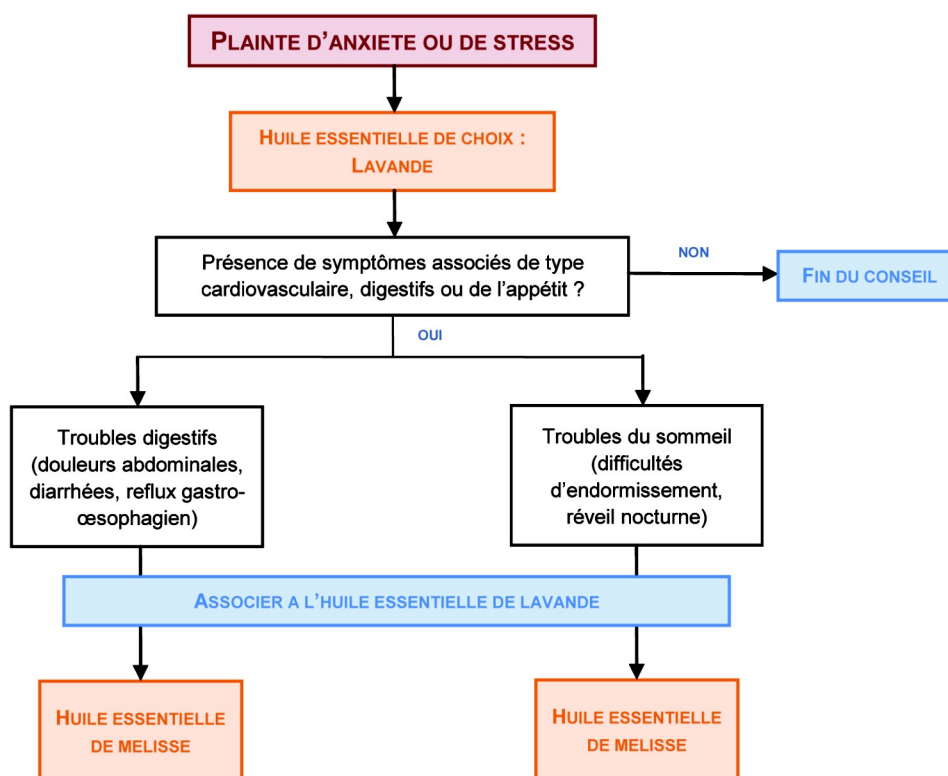 PLAINTE D'ANXIETE OU DE STRESS
HUILE ESSENTIELLE DE CHOIX :
LAVANDE
Présence de symptômes associés de type
cardiovasculaire, digestifs ou de l'appétit ?
NON
FIN DU CONSEIL
OUI
Troubles digestifs
(douleurs abdominales,
diarrhées, reflux gastro-
œsophagien)
Troubles du sommeil
(difficultés
d'endormissement,
réveil nocturne)
ASSOCIER A L'HUILE ESSENTIELLE DE LAVANDE
HUILE ESSENTIELLE
DE MELISSE
HUILE ESSENTIELLE
DE MELISSE